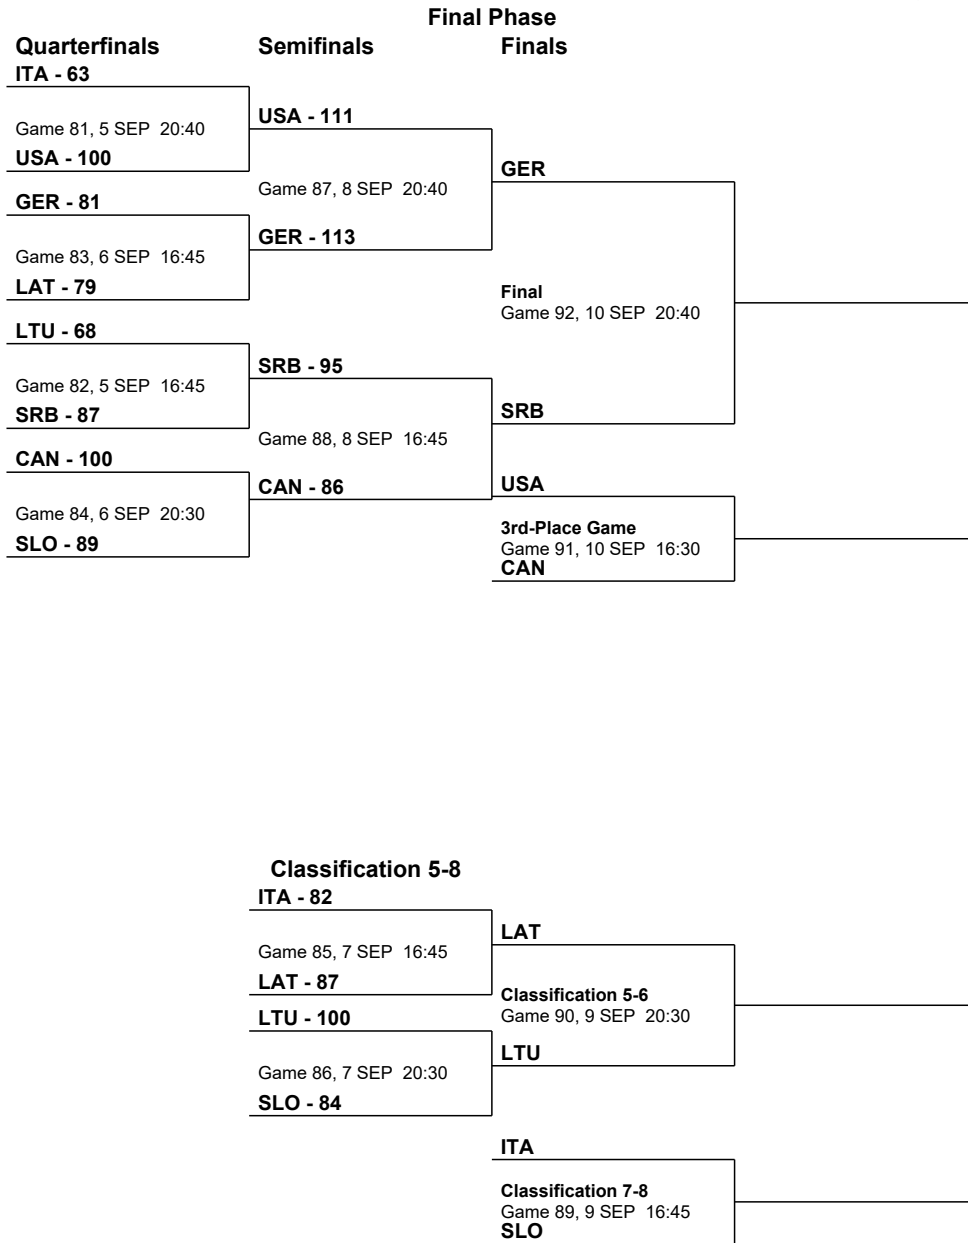 Final Phase
Quarterfinals
Semifinals
Finals
ITA - 63
Game 81, 5 SEP 20:40
USA - 100
GER - 81
Game 83, 6 SEP 16:45
LAT - 79
LTU - 68
Game 82, 5 SEP 16:45
SRB - 87
CAN - 100
Game 84, 6 SEP 20:30
SLO - 89
USA - 111
Game 87, 8 SEP 20:40
GER - 113
SRB - 95
Game 88, 8 SEP 16:45
CAN - 86
GER
Final
Game 92, 10 SEP 20:40
SRB
USA
3rd-Place Game
Game 91, 10 SEP 16:30
CAN
Classification 5-8
ITA - 82
Game 85, 7 SEP 16:45
LAT - 87
LTU - 100
Game 86, 7 SEP 20:30
SLO - 84
LAT
Classification 5-6
Game 90, 9 SEP 20:30
LTU
ITA
Classification 7-8
Game 89, 9 SEP 16:45
SLO